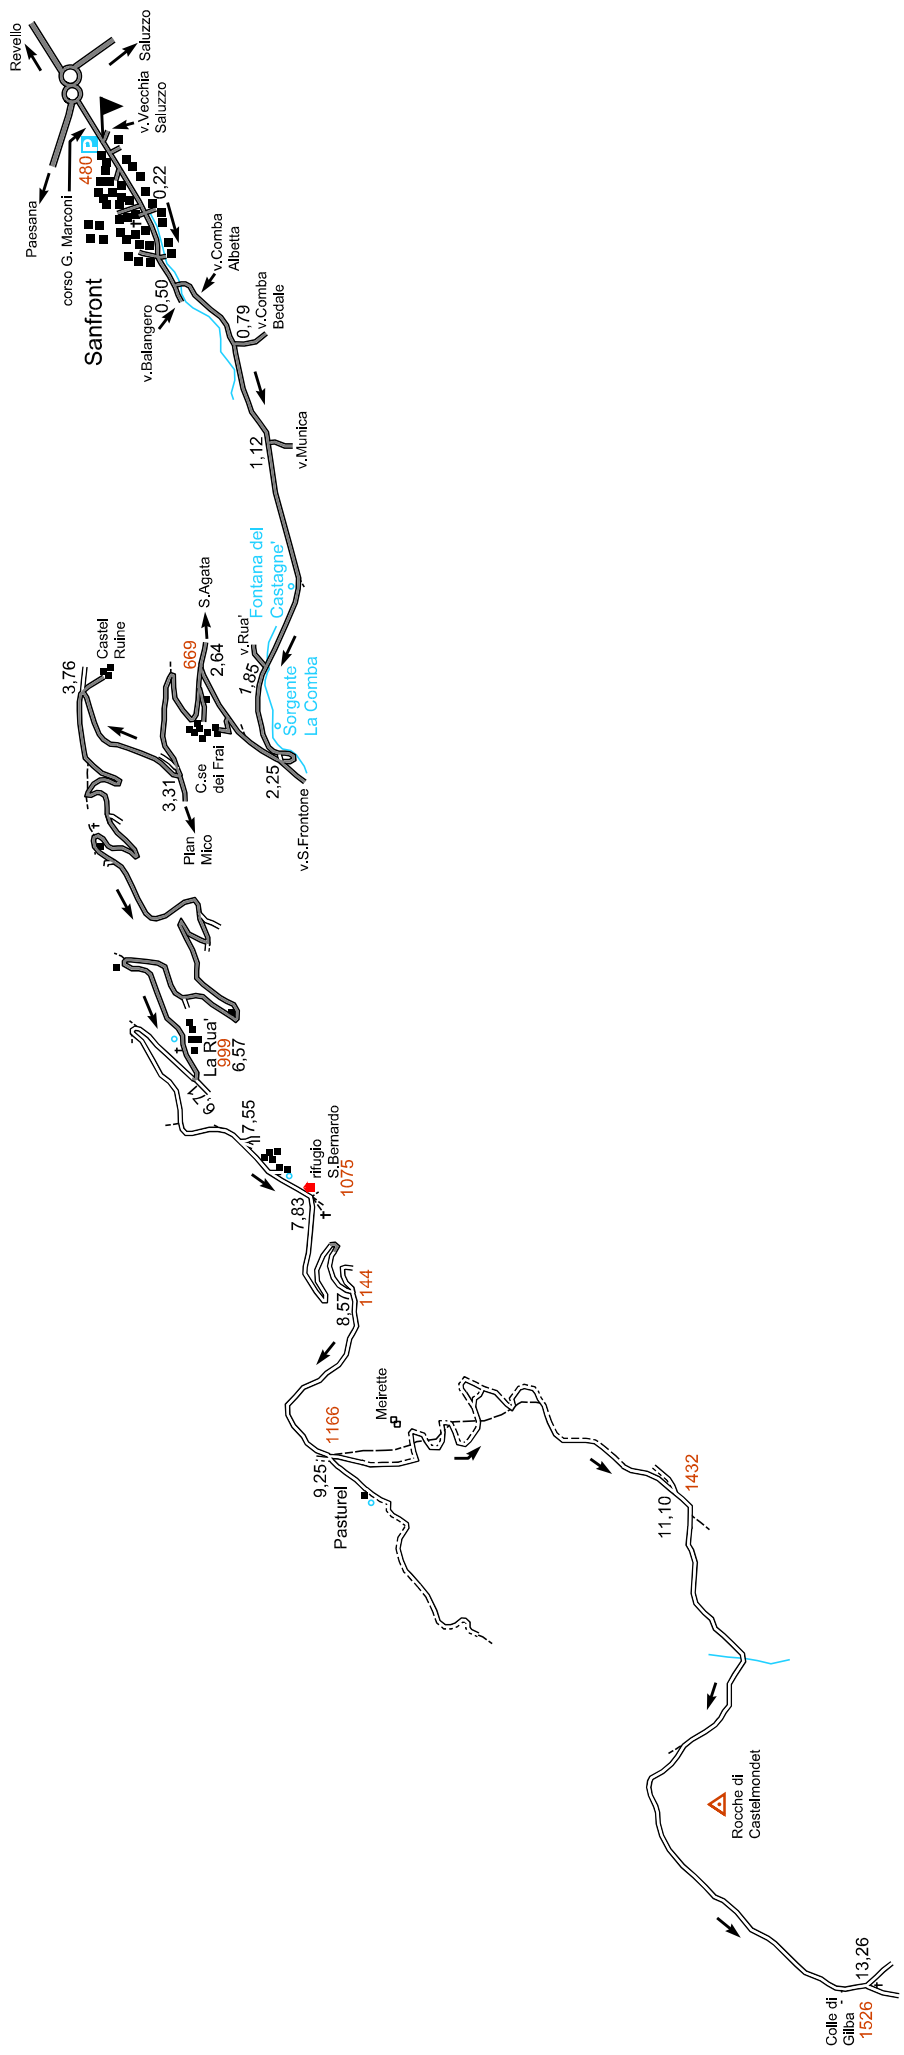 Revello
Saluzzo
v.Vecchia
Saluzzo
P
480
corso G. Marconi
Paesana
0,22
Sanfront
v.Comba
Albetta
0,50
v.Balangero
0,79
v.Comba
Bedale
1,12
v.Munica
Fontana del
Castagne'
S.Agata
v.Rua'
669
2,64
1,85
Castel
Ruine
3,76
Sorgente
La Comba
C.se
dei Frai
2,25
3,31
v.S.Frontone
Plan
Mico
La Rua'
999
6,57
6,71
7,55
rifugio
S.Bernardo
1075
7,83
8,57
1144
Meirette
1166
9,25
Pasturel
1432
11,10
Rocche di
Castelmondet
13,26
Colle di
Gilba
1526